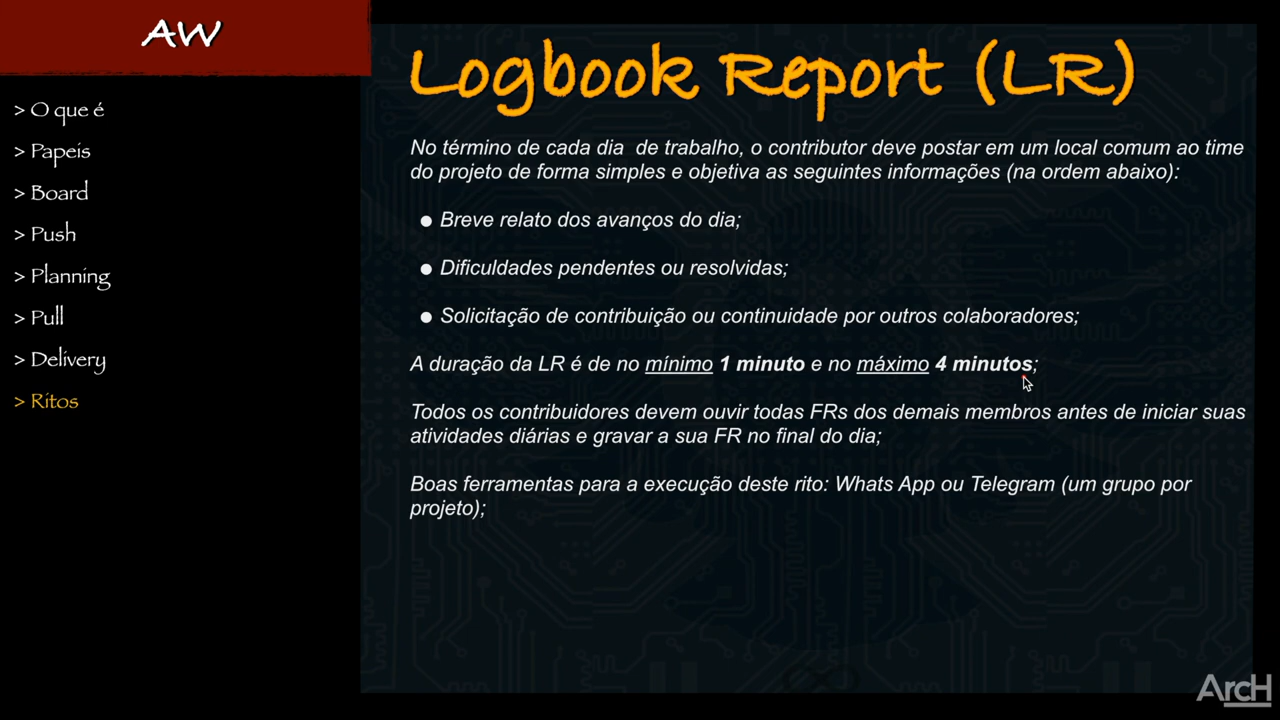 AW
> O que é
> Papeis
> Board
> Push
> Planning
> Pull
> Delivery
> Ritos
Logbook Report (LR)
No término de cada dia de trabalho, o contributor deve postar em um local comum ao time
do projeto de forma simples e objetiva as seguintes informações (na ordem abaixo):
● Breve relato dos avanços do dia;
● Dificuldades pendentes ou resolvidas;
● Solicitação de contribuição ou continuidade por outros colaboradores;
A duração da LR é de no mínimo 1 minuto e no máximo 4 minutos;
Todos os contribuidores devem ouvir todas FRs dos demais membros antes de iniciar suas
atividades diárias e gravar a sua FR no final do dia;
Boas ferramentas para a execução deste rito: Whats App ou Telegram (um grupo por
projeto);
ArcH